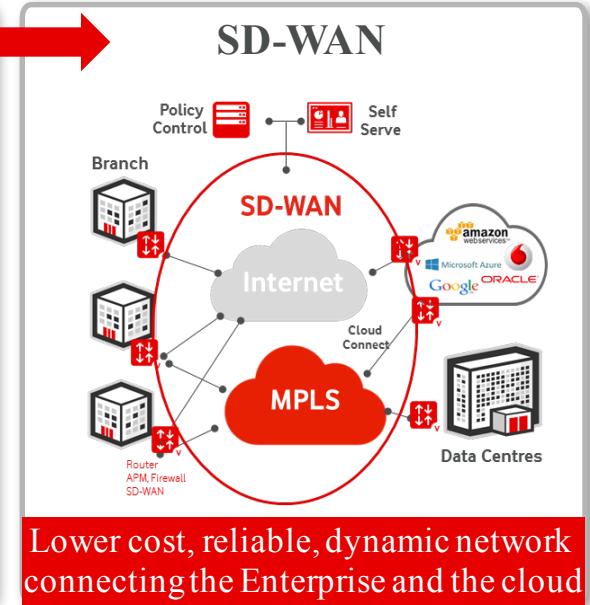 SD-WAN
Policy
Control
Self
Serve
Branch
SD-WAN
amazon
webservices™
Microsoft Azure
Google
ORACLE
Internet
Cloud
Connect
MPLS
Data Centres
Router
APM, Firewall
SD-WAN
V
V
V
V
V
V
Lower cost, reliable, dynamic network
connecting the Enterprise and the cloud